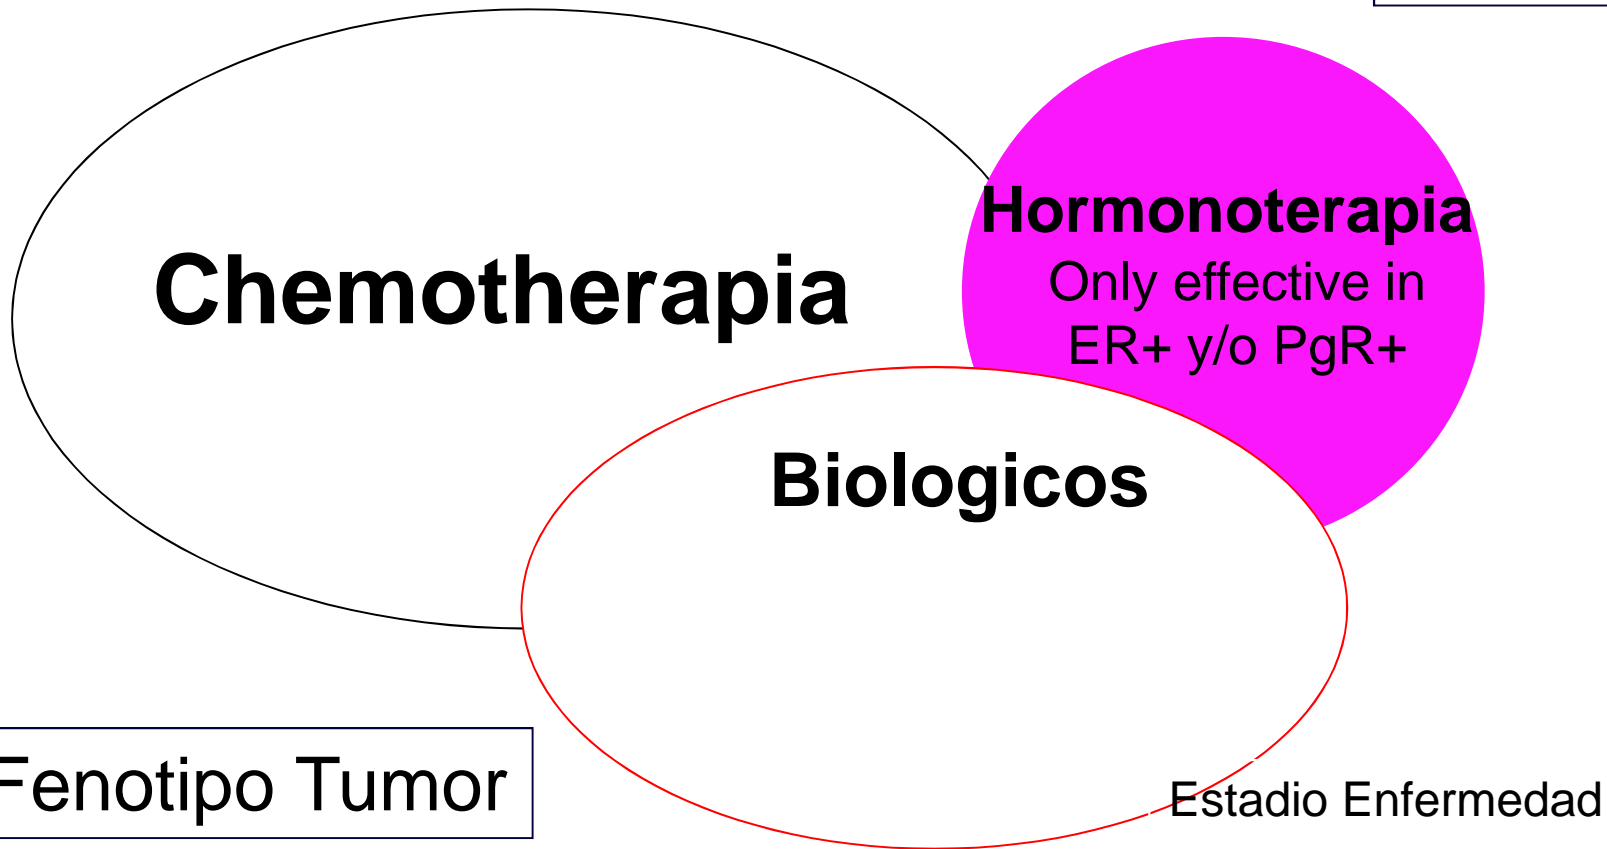 Hormonoterapia
Only effective in
ER+ y/o PgR+
Chemotherapia
Biologicos
Fenotipo Tumor
Estadio Enfermedad